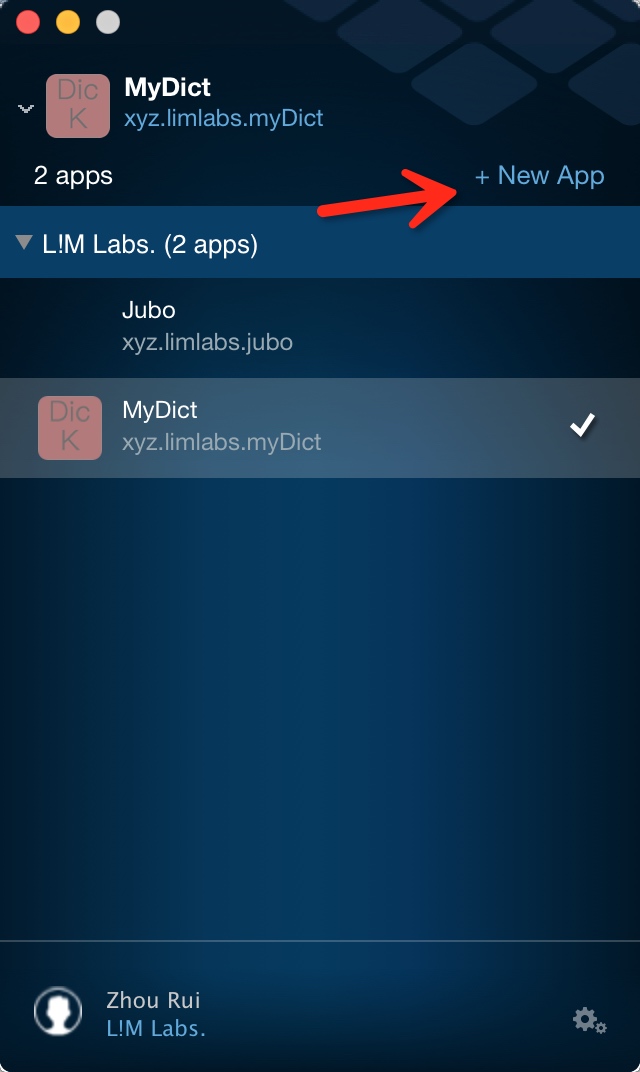 Dic
K
MyDict
xyz.limlabs.myDict
2 apps
+ New App
L!M Labs. (2 apps)
Jubo
xyz.limlabs.jubo
Dic
K
MyDict
xyz.limlabs.myDict
Zhou Rui
L!M Labs.